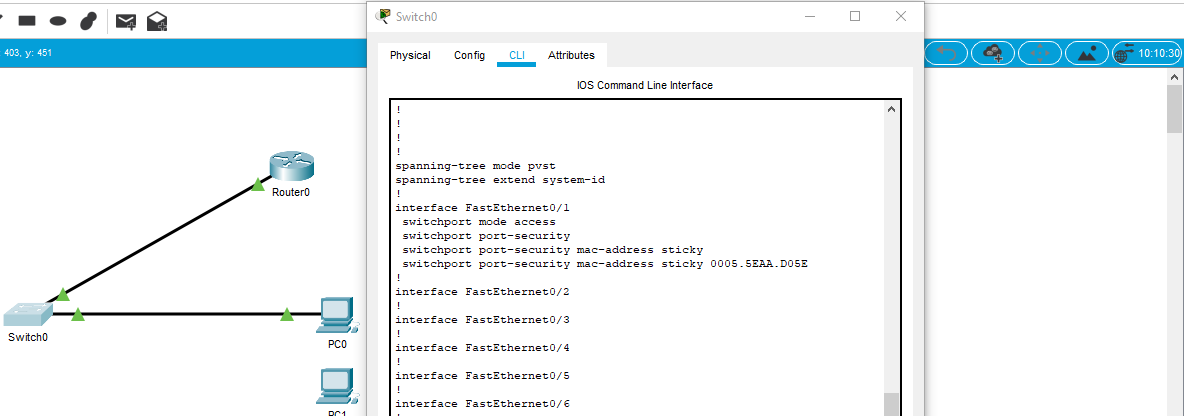 Switch0
403, y: 451
10:10:30
Physical Config CLI Attributes
IOS Command Line Interface
!
!
!
!
spanning-tree mode pvst
spanning-tree extend system-id
!
interface FastEthernet0/1
switchport mode access
switchport port-security
switchport port-security mac-address sticky
switchport port-security mac-address sticky 0005.5EAA.D05E
!
interface FastEthernet0/2
!
interface FastEthernet0/3
!
interface FastEthernet0/4
!
interface FastEthernet0/5
!
interface FastEthernet0/6
!
Router0
Switch0
PC0
PC1